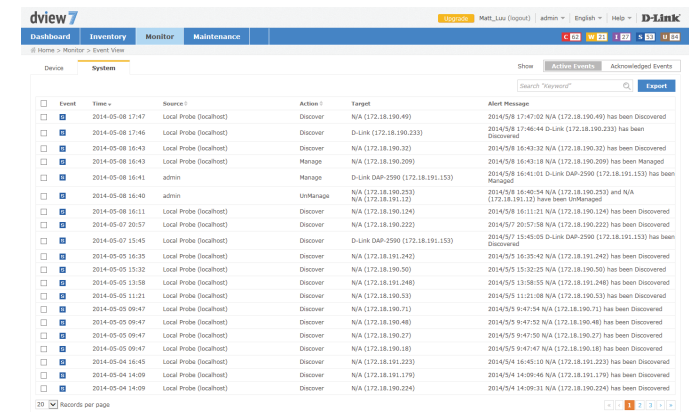 dview 7
Upgrade Matt_Luu (logout) admin English Help D-Link
Dashboard Inventory Monitor Maintenance C 62 W 21 I 27 S 53 U 84
Home > Monitor > Event View
Device System Show Active Events Acknowledged Events
Search "Keyword" Export
Event Time Source Action Target Alert Message
S 2014-05-08 17:47 Local Probe (localhost) Discover N/A (172.18.190.49) 2014/5/8 17:47:02 N/A (172.18.190.49) has been Discovered
S 2014-05-08 17:46 Local Probe (localhost) Discover D-Link (172.18.190.233) 2014/5/8 17:46:44 D-Link (172.18.190.233) has been
Discovered
S 2014-05-08 16:43 Local Probe (localhost) Discover N/A (172.18.190.32) 2014/5/8 16:43:32 N/A (172.18.190.32) has been Discovered
S 2014-05-08 16:43 Local Probe (localhost) Manage N/A (172.18.190.209) 2014/5/8 16:43:18 N/A (172.18.190.209) has been Managed
S 2014-05-08 16:41 admin Manage D-Link DAP-2590 (172.18.191.153) 2014/5/8 16:41:01 D-Link DAP-2590 (172.18.191.153) has been
Managed
S 2014-05-08 16:40 admin UnManage N/A (172.18.190.253) 2014/5/8 16:40:54 N/A (172.18.190.253) and N/A
N/A (172.18.191.12) (172.18.191.12) have been UnManaged
S 2014-05-08 16:11 Local Probe (localhost) Discover N/A (172.18.190.124) 2014/5/8 16:11:21 N/A (172.18.190.124) has been Discovered
S 2014-05-07 20:57 Local Probe (localhost) Discover N/A (172.18.190.222) 2014/5/7 20:57:58 N/A (172.18.190.222) has been Discovered
S 2014-05-07 15:45 Local Probe (localhost) Discover D-Link DAP-2590 (172.18.191.153) 2014/5/7 15:45:05 D-Link DAP-2590 (172.18.191.153) has been
Discovered
S 2014-05-05 16:35 Local Probe (localhost) Discover N/A (172.18.191.242) 2014/5/5 16:35:42 N/A (172.18.191.242) has been Discovered
S 2014-05-05 15:32 Local Probe (localhost) Discover N/A (172.18.190.50) 2014/5/5 15:32:25 N/A (172.18.190.50) has been Discovered
S 2014-05-05 13:58 Local Probe (localhost) Discover N/A (172.18.191.248) 2014/5/5 13:58:55 N/A (172.18.191.248) has been Discovered
S 2014-05-05 11:21 Local Probe (localhost) Discover N/A (172.18.190.53) 2014/5/5 11:21:08 N/A (172.18.190.53) has been Discovered
S 2014-05-05 09:47 Local Probe (localhost) Discover N/A (172.18.190.71) 2014/5/5 9:47:54 N/A (172.18.190.71) has been Discovered
S 2014-05-05 09:47 Local Probe (localhost) Discover N/A (172.18.190.48) 2014/5/5 9:47:52 N/A (172.18.190.48) has been Discovered
S 2014-05-05 09:47 Local Probe (localhost) Discover N/A (172.18.190.27) 2014/5/5 9:47:50 N/A (172.18.190.27) has been Discovered
S 2014-05-05 09:47 Local Probe (localhost) Discover N/A (172.18.190.18) 2014/5/5 9:47:47 N/A (172.18.190.18) has been Discovered
S 2014-05-04 16:45 Local Probe (localhost) Discover N/A (172.18.191.223) 2014/5/4 16:45:10 N/A (172.18.191.223) has been Discovered
S 2014-05-04 14:09 Local Probe (localhost) Discover N/A (172.18.191.179) 2014/5/4 14:09:46 N/A (172.18.191.179) has been Discovered
S 2014-05-04 14:09 Local Probe (localhost) Discover N/A (172.18.190.224) 2014/5/4 14:09:31 N/A (172.18.190.224) has been Discovered
20 Records per page « ‹ 1 2 3 › »